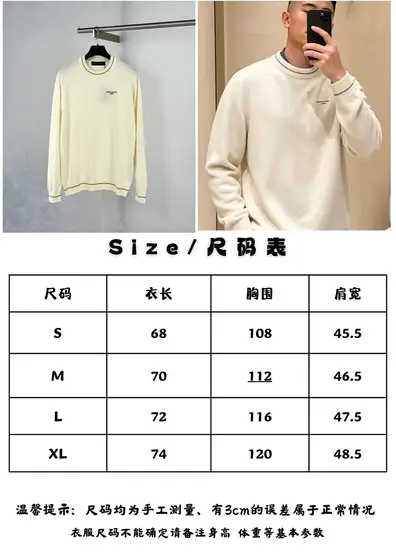 Size/尺码表
尺码 衣长 胸围 肩宽
S 68 108 45.5
M 70 112 46.5
L 72 116 47.5
XL 74 120 48.5
温馨提示：尺码均为手工测量、有3cm的误差属于正常情况
衣服尺码不能确定请备注身高 体重等基本参数